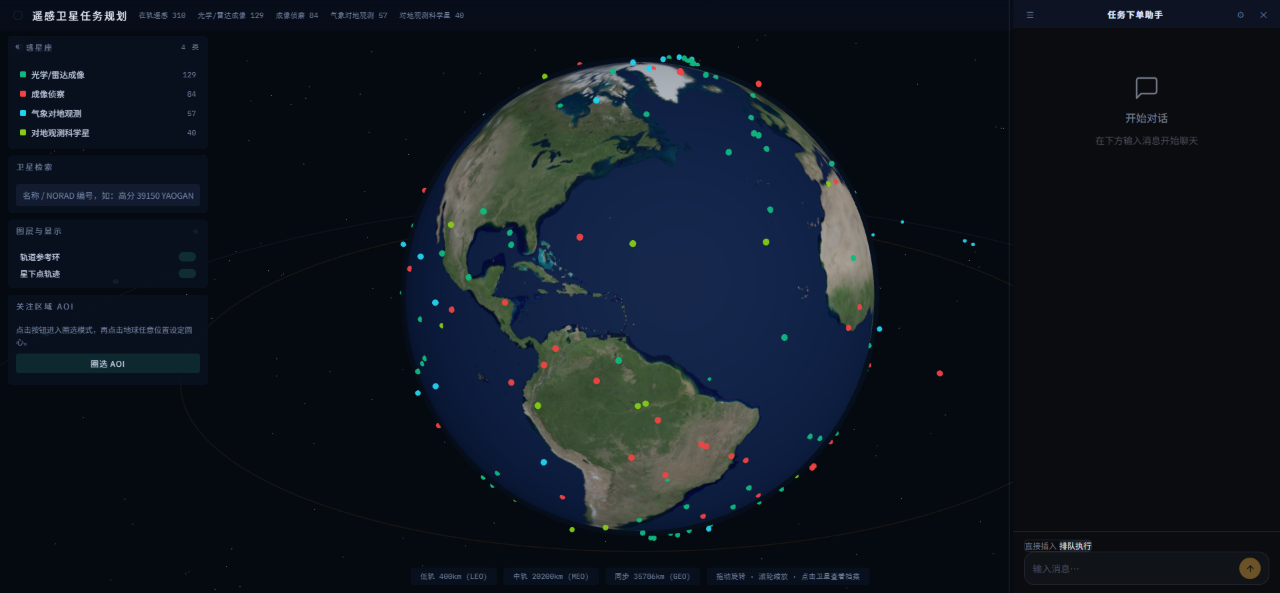 遥感卫星任务规划 在轨遥感 310 光学/雷达成像 129 成像侦察 84 气象对地观测 57 对地观测科学星 40
遥星座 4 类
光学/雷达成像 129
成像侦察 84
气象对地观测 57
对地观测科学星 40
卫星检索
名称 / NORAD 编号，如：高分 39150 YAOGAN
图层与显示
轨道参考环
星下点轨迹
关注区域 AOI
点击按钮进入圈选模式，再点击地球任意位置设定圆
心。
圈选 AOI
低轨 400km (LEO) 中轨 20200km (MEO) 同步 35786km (GEO) 拖动旋转 · 滚轮缩放 · 点击卫星查看档案
任务下单助手
开始对话
在下方输入消息开始聊天
直接插入 排队执行
输入消息…